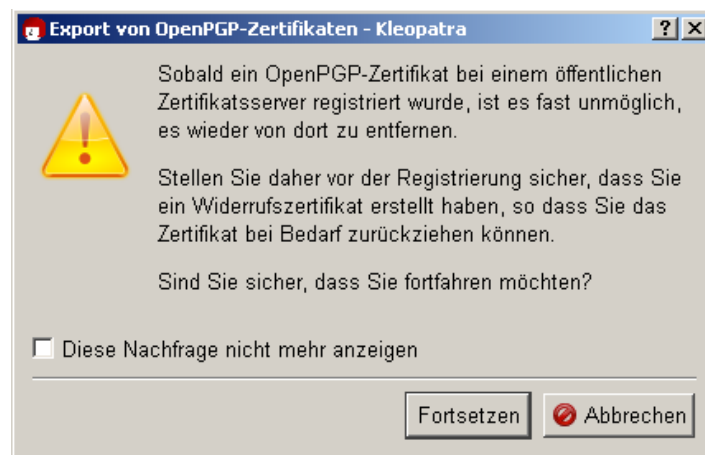 Export von OpenPGP-Zertifikaten - Kleopatra
Sobald ein OpenPGP-Zertifikat bei einem öffentlichen
Zertifikatsserver registriert wurde, ist es fast unmöglich,
es wieder von dort zu entfernen.
Stellen Sie daher vor der Registrierung sicher, dass Sie
ein Widerrufszertifikat erstellt haben, so dass Sie das
Zertifikat bei Bedarf zurückziehen können.
Sind Sie sicher, dass Sie fortfahren möchten?
Diese Nachfrage nicht mehr anzeigen
Fortsetzen
Abbrechen